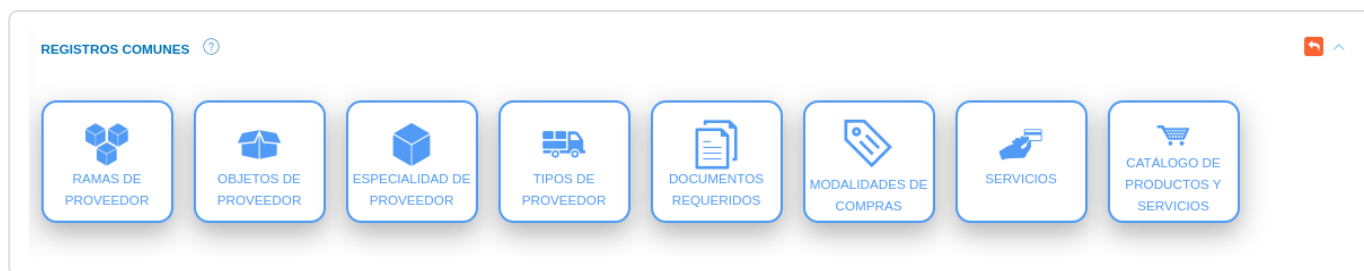 REGISTROS COMUNES ?
RAMAS DE
PROVEEDOR
OBJETOS DE
PROVEEDOR
ESPECIALIDAD DE
PROVEEDOR
TIPOS DE
PROVEEDOR
DOCUMENTOS
REQUERIDOS
MODALIDADES DE
COMPRAS
SERVICIOS
CATÁLOGO DE
PRODUCTOS Y
SERVICIOS